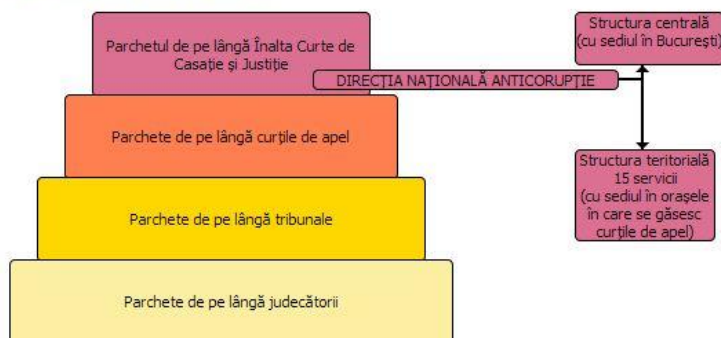 Parchetul de pe lângă Înalta Curte de
Casație și Justiție
DIRECȚIA NAȚIONALĂ ANTICORUPȚIE
Structura centrală
(cu sediul în București)
Structura teritorială
15 servicii
(cu sediul în orașele
în care se găsesc
curțile de apel)
Parchete de pe lângă curțile de apel
Parchete de pe lângă tribunale
Parchete de pe lângă judecătorii